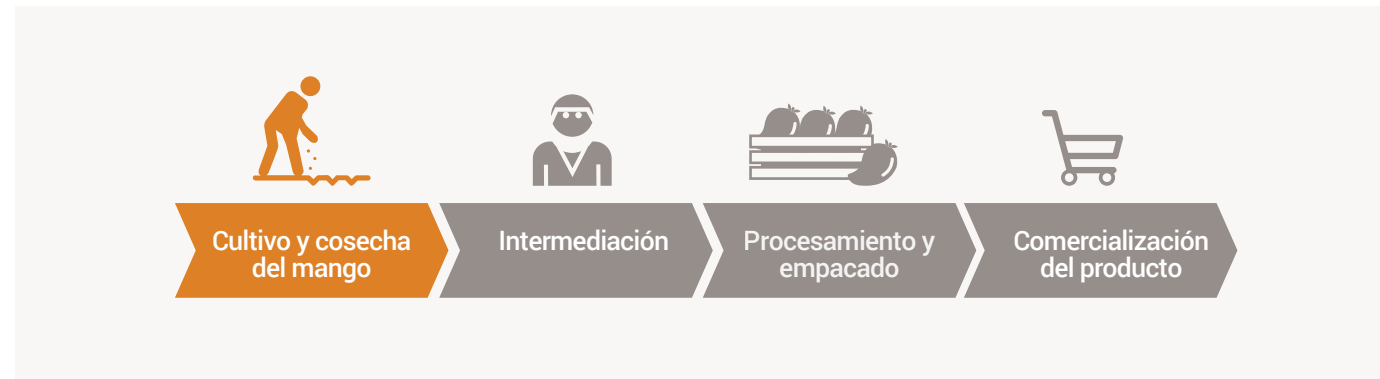 Cultivo y cosecha
del mango
Intermediación
Procesamiento y
empacado
Comercialización
del producto